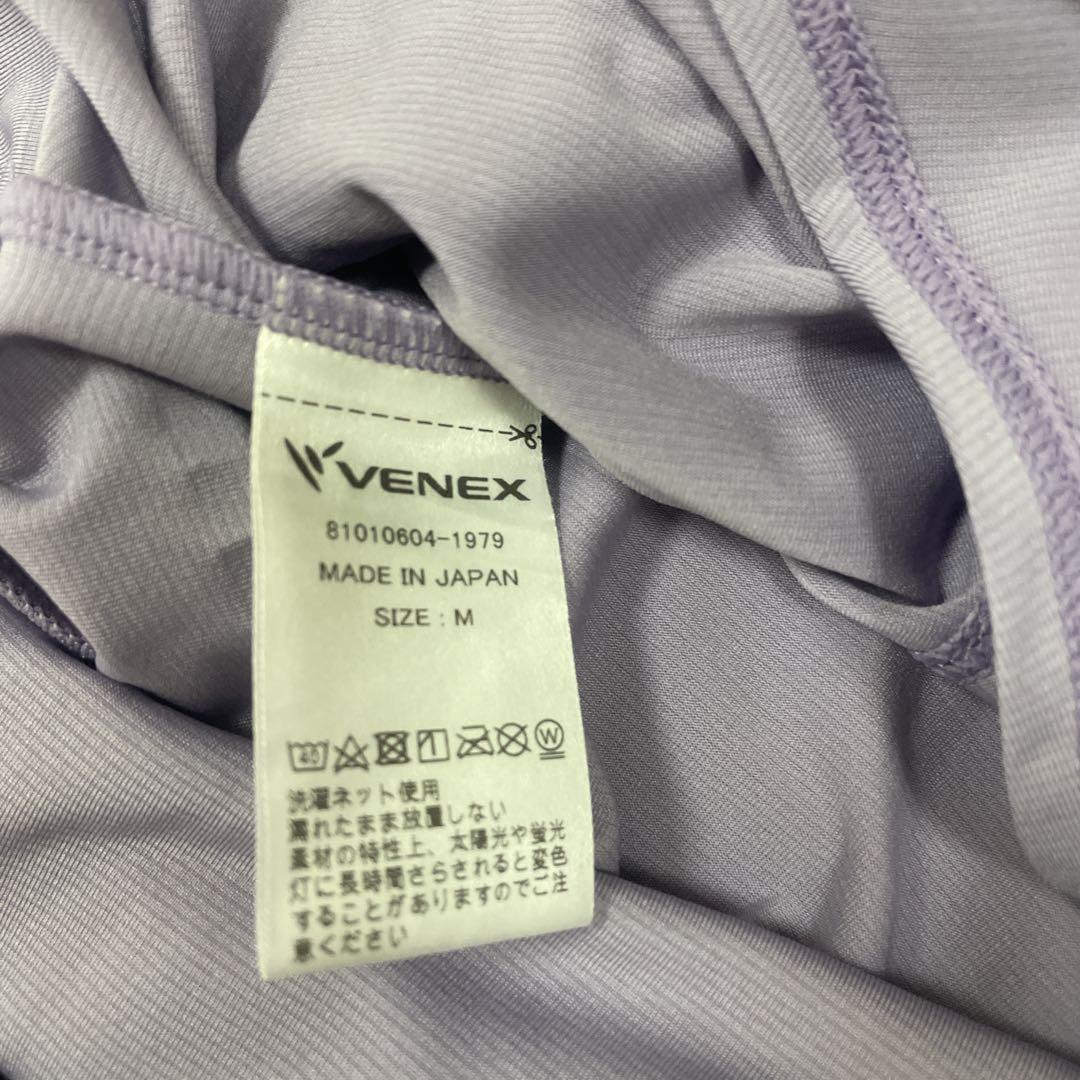 VENEX
81010604-1979
MADE IN JAPAN
SIZE : M
40 W
洗濯ネット使用
濡れたまま放置しない
素材の特性上、太陽光や蛍光
灯に長時間さらされると変色
することがありますのでご注
意ください